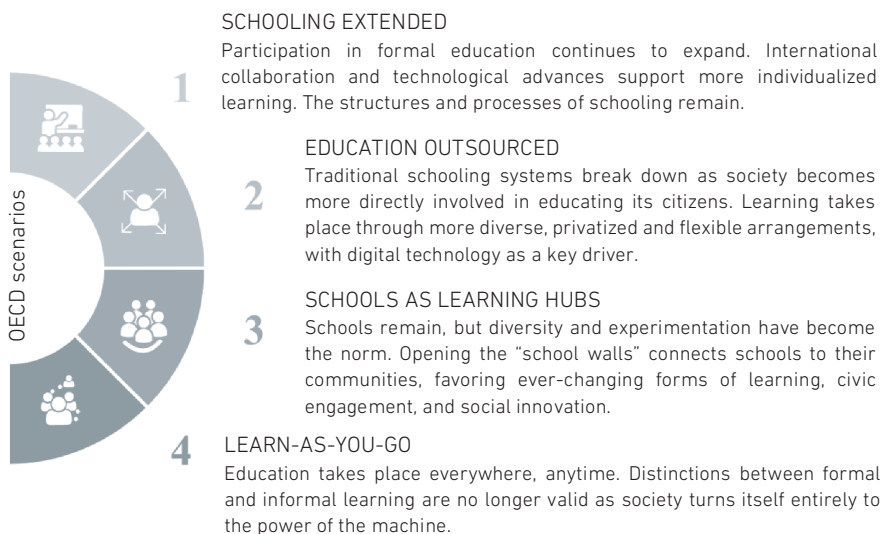 OECD scenarios
1
SCHOOLING EXTENDED
Participation in formal education continues to expand. International
collaboration and technological advances support more individualized
learning. The structures and processes of schooling remain.
2
EDUCATION OUTSOURCED
Traditional schooling systems break down as society becomes
more directly involved in educating its citizens. Learning takes
place through more diverse, privatized and flexible arrangements,
with digital technology as a key driver.
3
SCHOOLS AS LEARNING HUBS
Schools remain, but diversity and experimentation have become
the norm. Opening the “school walls” connects schools to their
communities, favoring ever-changing forms of learning, civic
engagement, and social innovation.
4
LEARN-AS-YOU-GO
Education takes place everywhere, anytime. Distinctions between formal
and informal learning are no longer valid as society turns itself entirely to
the power of the machine.